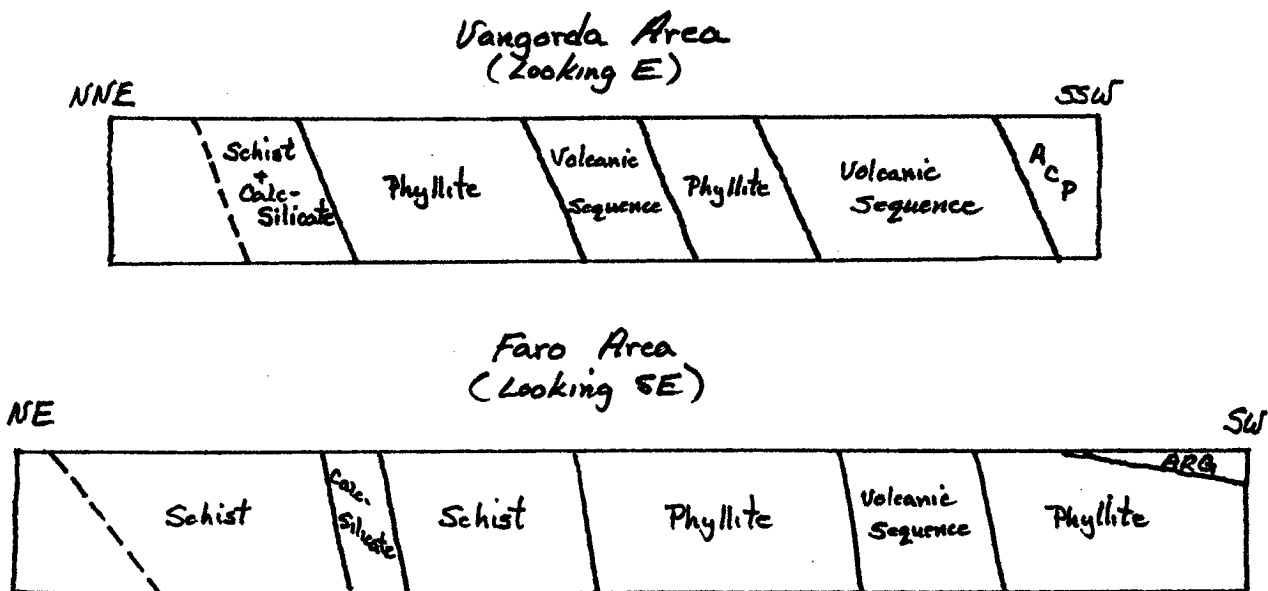 Vangorda Area
(Looking E)
NNE
SSW
Schist
+
Calc-
Silicate
Phyllite
Volcanic
Sequence
Phyllite
Volcanic
Sequence
A
C
P
Faro Area
(Looking SE)
NE
SW
Schist
Calc-
Silicate
Schist
Phyllite
Volcanic
Sequence
Phyllite
ARG